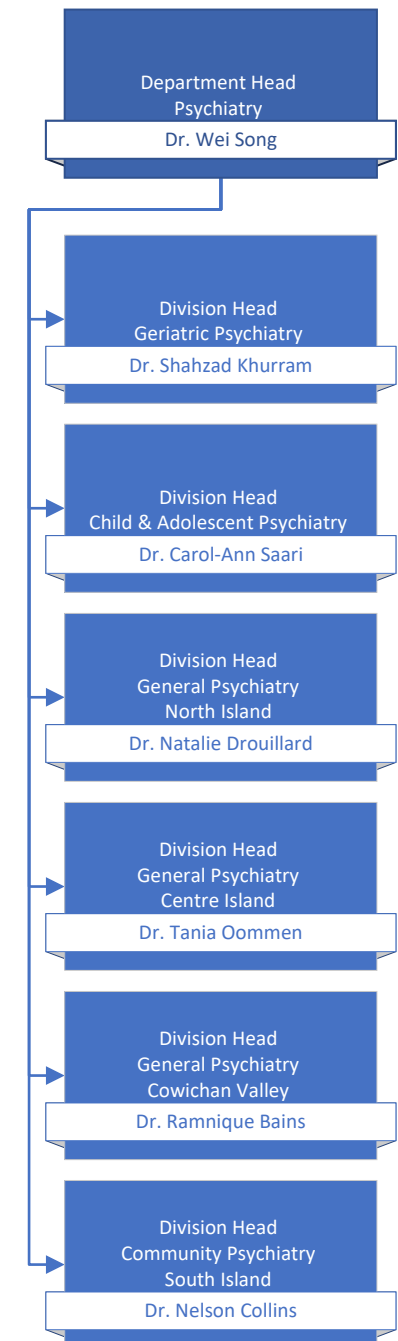 Department Head
Psychiatry
Dr. Wei Song
Division Head
Geriatric Psychiatry
Dr. Shahzad Khurram
Division Head
Child & Adolescent Psychiatry
Dr. Carol-Ann Saari
Division Head
General Psychiatry
North Island
Dr. Natalie Drouillard
Division Head
General Psychiatry
Centre Island
Dr. Tania Oommen
Division Head
General Psychiatry
Cowichan Valley
Dr. Ramnique Bains
Division Head
Community Psychiatry
South Island
Dr. Nelson Collins